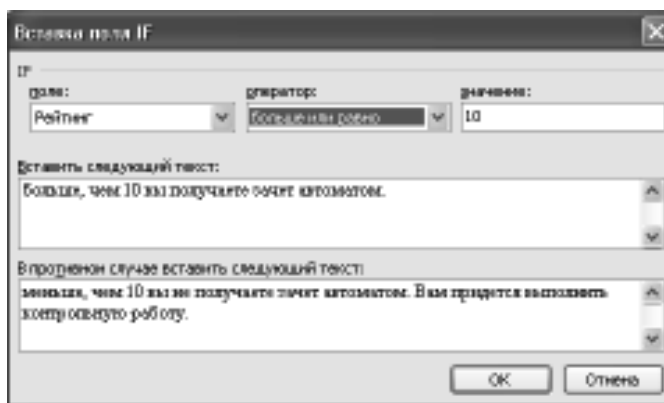 Вставка поля IF
IF
поле: оператор: значение:
Рейтинг больше или равно 10
Вставить следующий текст:
больше, чем 10 вы получаете зачет автоматом.
В противном случае вставить следующий текст:
меньше, чем 10 вы не получаете зачет автоматом. Вам придется выполнить
контрольную работу.
OK Отмена